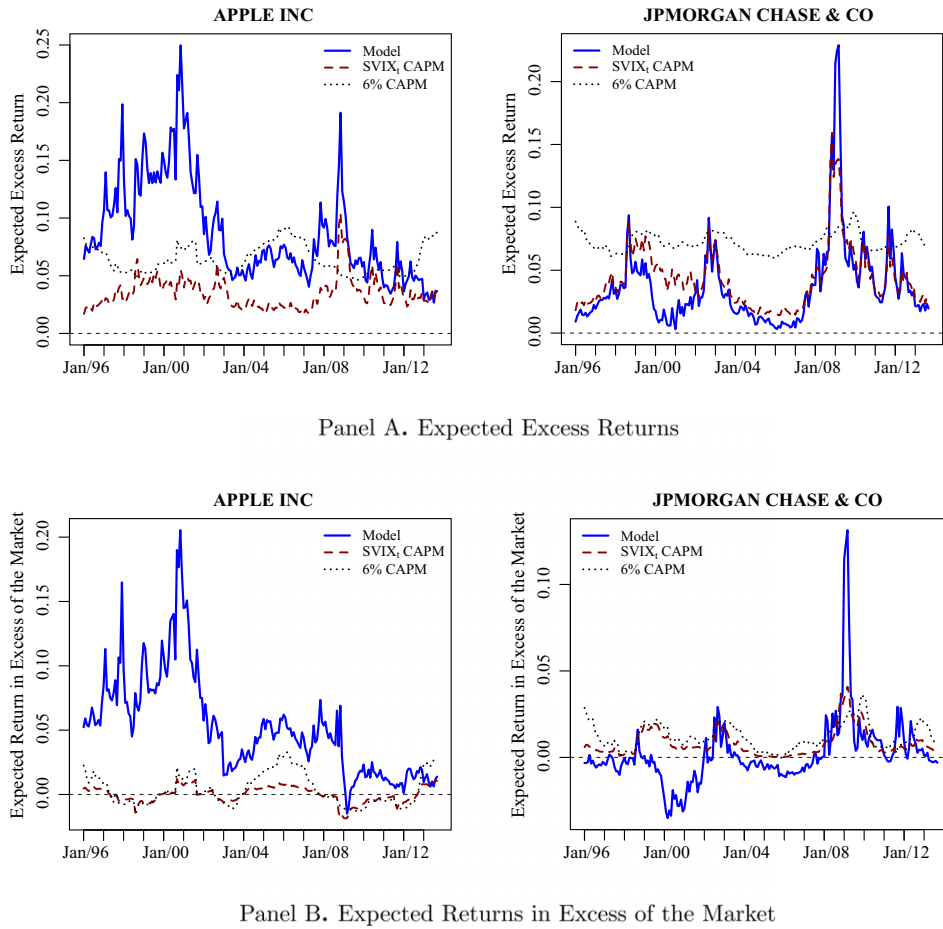 APPLE INC
Expected Excess Return
0.25
0.20
0.15
0.10
0.05
0.00
Model
SVIXt CAPM
6% CAPM
Jan/96 Jan/00 Jan/04 Jan/08 Jan/12
JPMORGAN CHASE & CO
Expected Excess Return
0.20
0.15
0.10
0.05
0.00
Model
SVIXt CAPM
6% CAPM
Jan/96 Jan/00 Jan/04 Jan/08 Jan/12
Panel A. Expected Excess Returns
APPLE INC
Expected Return in Excess of the Market
0.20
0.15
0.10
0.05
0.00
Model
SVIXt CAPM
6% CAPM
Jan/96 Jan/00 Jan/04 Jan/08 Jan/12
JPMORGAN CHASE & CO
Expected Return in Excess of the Market
0.10
0.05
0.00
Model
SVIXt CAPM
6% CAPM
Jan/96 Jan/00 Jan/04 Jan/08 Jan/12
Panel B. Expected Returns in Excess of the Market